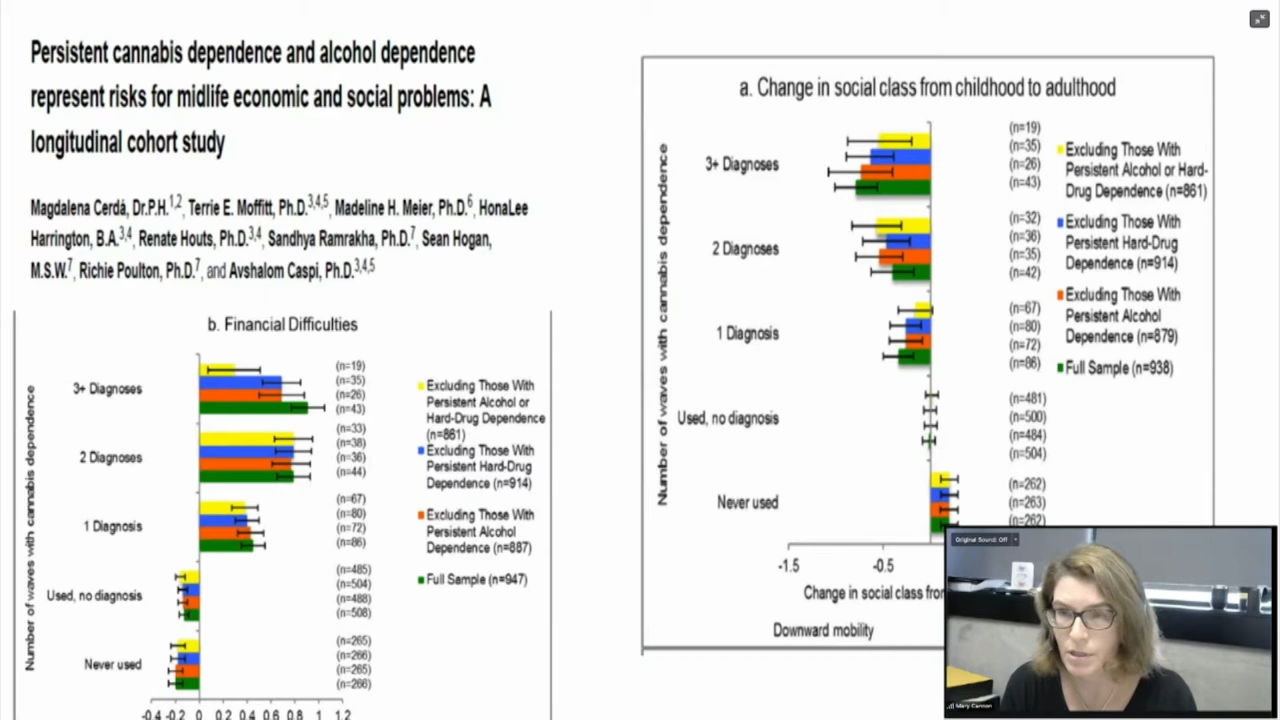 Persistent cannabis dependence and alcohol dependence
represent risks for midlife economic and social problems: A
longitudinal cohort study
Magdalena Cerdá, Dr.P.H.1,2, Terrie E. Moffitt, Ph.D.3,4,5, Madeline H. Meier, Ph.D.6, HonaLee
Harrington, B.A.3,4, Renate Houts, Ph.D.3,4, Sandhya Ramrakha, Ph.D.7, Sean Hogan,
M.S.W.7, Richie Poulton, Ph.D.7, and Avshalom Caspi, Ph.D.3,4,5
b. Financial Difficulties
Number of waves with cannabis dependence
3+ Diagnoses
(n=19)
(n=35)
(n=26)
(n=43)
2 Diagnoses
(n=33)
(n=38)
(n=36)
(n=44)
1 Diagnosis
(n=67)
(n=80)
(n=72)
(n=86)
Used, no diagnosis
(n=485)
(n=504)
(n=488)
(n=508)
Never used
(n=265)
(n=266)
(n=265)
(n=266)
-0.4 -0.2 0 0.2 0.4 0.6 0.8 1 1.2
Excluding Those With
Persistent Alcohol or
Hard-Drug Dependence
(n=861)
Excluding Those With
Persistent Hard-Drug
Dependence (n=914)
Excluding Those With
Persistent Alcohol
Dependence (n=887)
Full Sample (n=947)
a. Change in social class from childhood to adulthood
Number of waves with cannabis dependence
3+ Diagnoses
(n=19)
(n=35)
(n=26)
(n=43)
2 Diagnoses
(n=32)
(n=36)
(n=35)
(n=42)
1 Diagnosis
(n=67)
(n=80)
(n=72)
(n=86)
Used, no diagnosis
(n=481)
(n=500)
(n=484)
(n=504)
Never used
(n=262)
(n=263)
(n=262)
-1.5 -0.5
Change in social class from
Downward mobility
Excluding Those With
Persistent Alcohol or Hard-
Drug Dependence (n=861)
Excluding Those With
Persistent Hard-Drug
Dependence (n=914)
Excluding Those With
Persistent Alcohol
Dependence (n=879)
Full Sample (n=938)
Original Sound: Off
Mary Cannon